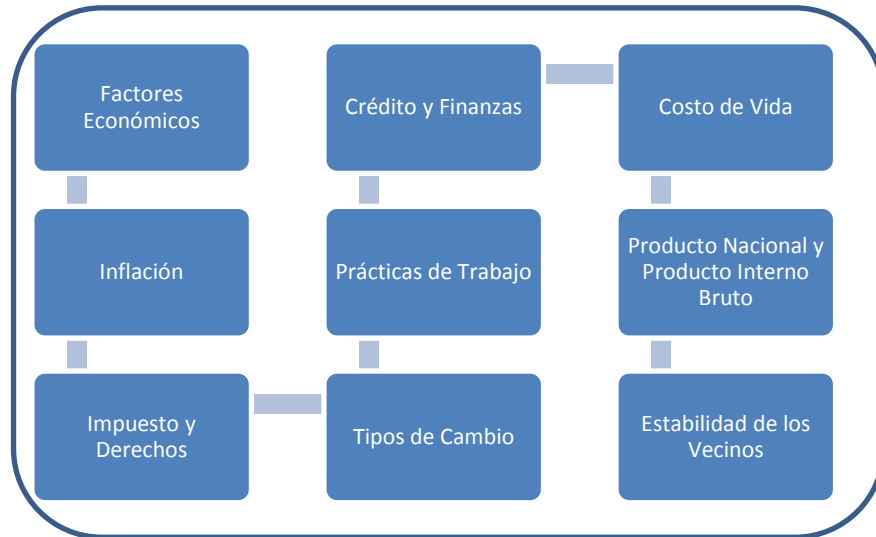 Factores
Económicos
Inflación
Impuesto y
Derechos
Tipos de Cambio
Prácticas de Trabajo
Crédito y Finanzas
Costo de Vida
Producto Nacional y
Producto Interno
Bruto
Estabilidad de los
Vecinos